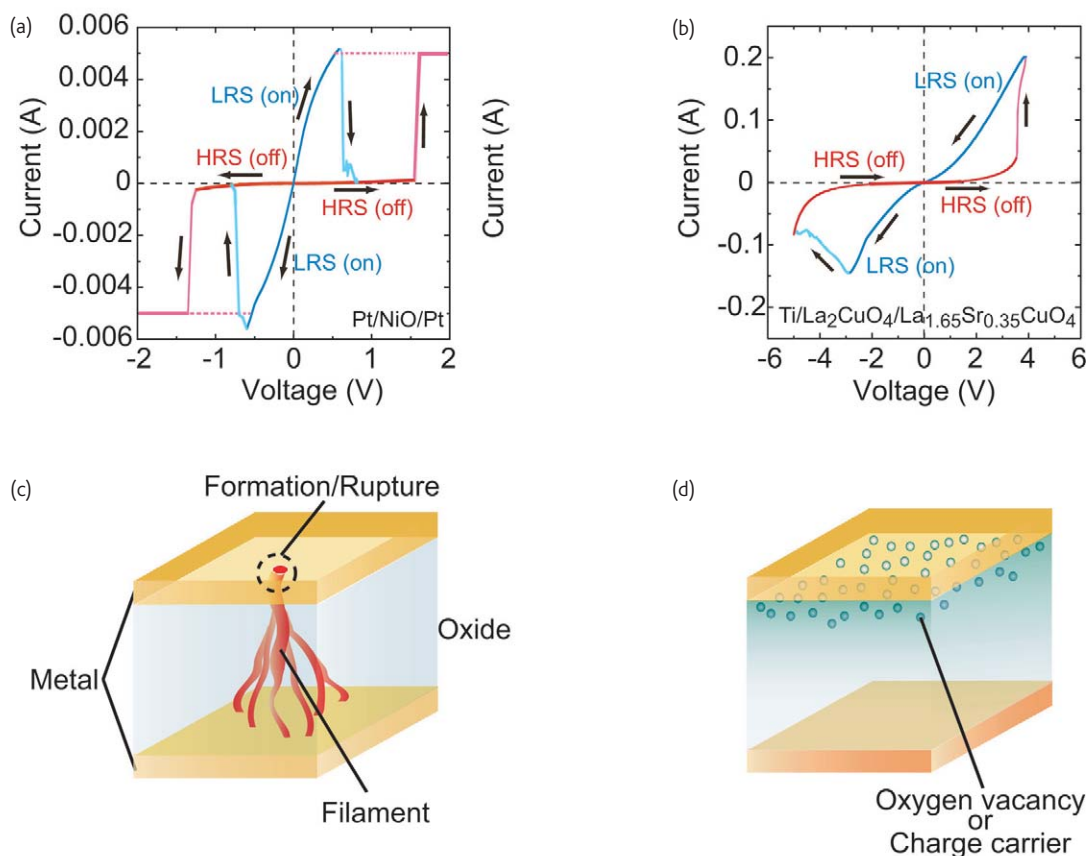 (a)
0.006
0.004
0.002
0
-0.002
-0.004
-0.006
Current (A)
LRS (on)
HRS (off)
HRS (off)
LRS (on)
Pt/NiO/Pt
-2
-1
0
1
2
Voltage (V)
(b)
0.2
0.1
0
-0.1
-0.2
Current (A)
LRS (on)
HRS (off)
HRS (off)
LRS (on)
Ti/La2CuO4/La1.65Sr0.35CuO4
-6
-4
-2
0
2
4
6
Voltage (V)
(c)
Formation/Rupture
Oxide
Metal
Filament
(d)
Oxygen vacancy
or
Charge carrier